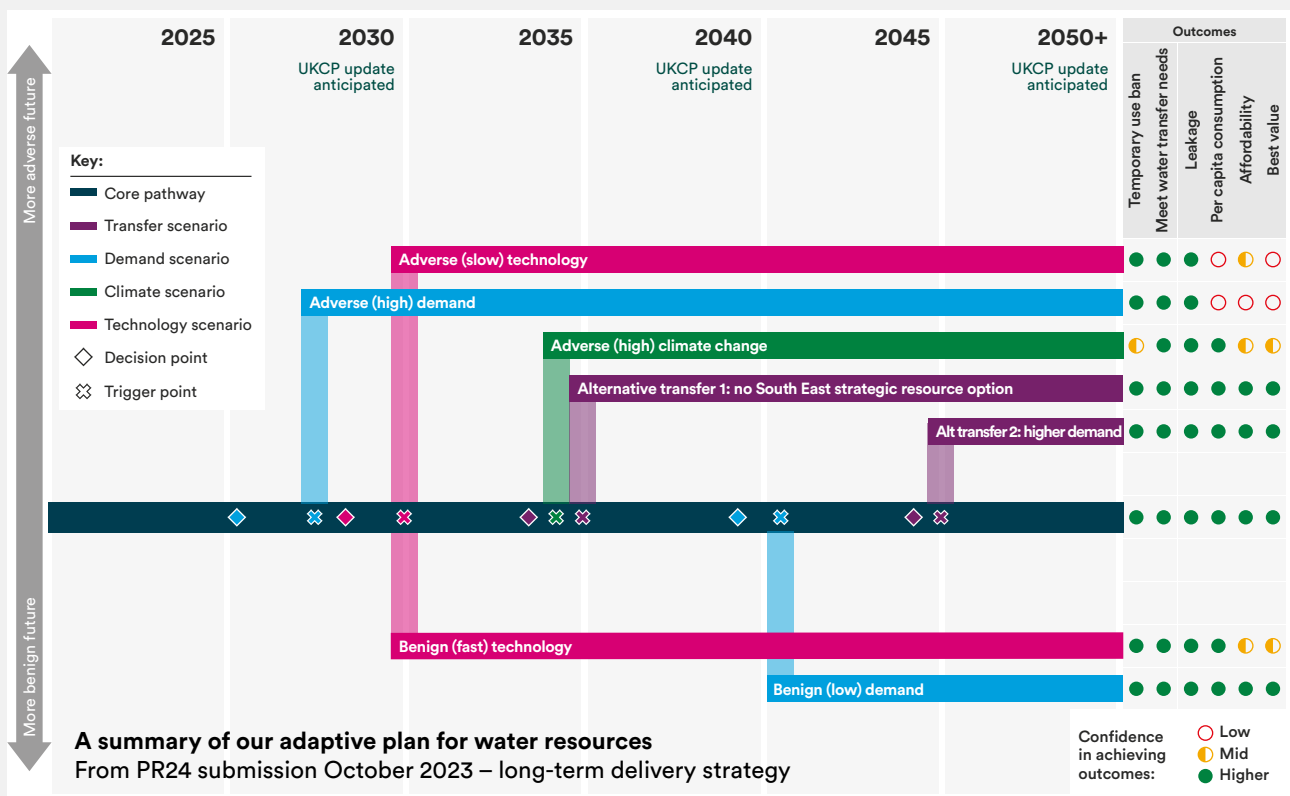 2025
2030
2035
2040
2045
2050+
Outcomes
UKCP update
anticipated
UKCP update
anticipated
UKCP update
anticipated
Temporary use ban
Meet water transfer needs
Leakage
Per capita consumption
Affordability
Best value
More adverse future
Key:
Core pathway
Transfer scenario
Demand scenario
Climate scenario
Technology scenario
Decision point
Trigger point
Adverse (slow) technology
Adverse (high) demand
Adverse (high) climate change
Alternative transfer 1: no South East strategic resource option
Alt transfer 2: higher demand
Benign (fast) technology
Benign (low) demand
More benign future
A summary of our adaptive plan for water resources
From PR24 submission October 2023 – long-term delivery strategy
Confidence
in achieving
outcomes:
Low
Mid
Higher